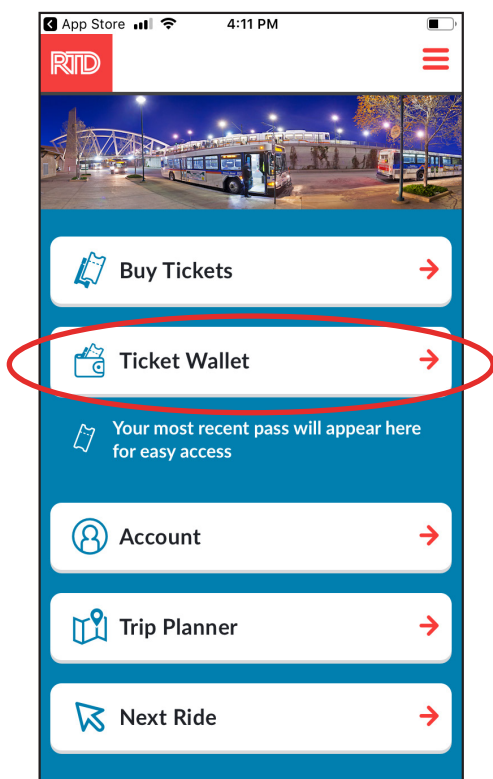 App Store
4:11 PM
RTD
Buy Tickets
Ticket Wallet
Your most recent pass will appear here
for easy access
Account
Trip Planner
Next Ride